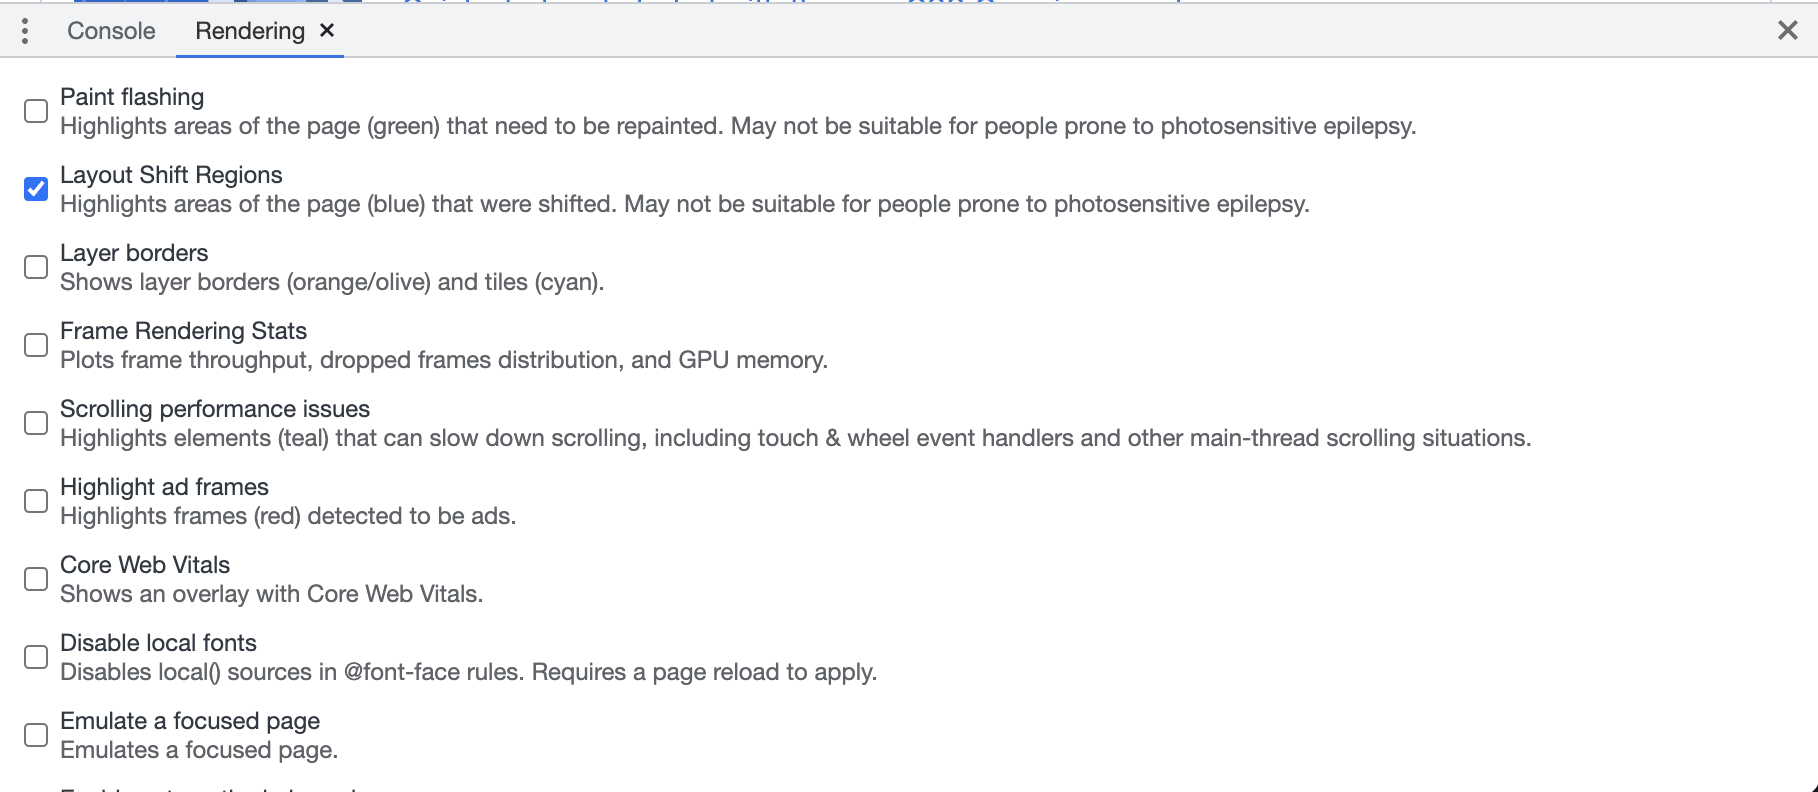 Console
Rendering
Paint flashing
Highlights areas of the page (green) that need to be repainted. May not be suitable for people prone to photosensitive epilepsy.
Layout Shift Regions
Highlights areas of the page (blue) that were shifted. May not be suitable for people prone to photosensitive epilepsy.
Layer borders
Shows layer borders (orange/olive) and tiles (cyan).
Frame Rendering Stats
Plots frame throughput, dropped frames distribution, and GPU memory.
Scrolling performance issues
Highlights elements (teal) that can slow down scrolling, including touch & wheel event handlers and other main-thread scrolling situations.
Highlight ad frames
Highlights frames (red) detected to be ads.
Core Web Vitals
Shows an overlay with Core Web Vitals.
Disable local fonts
Disables local() sources in @font-face rules. Requires a page reload to apply.
Emulate a focused page
Emulates a focused page.